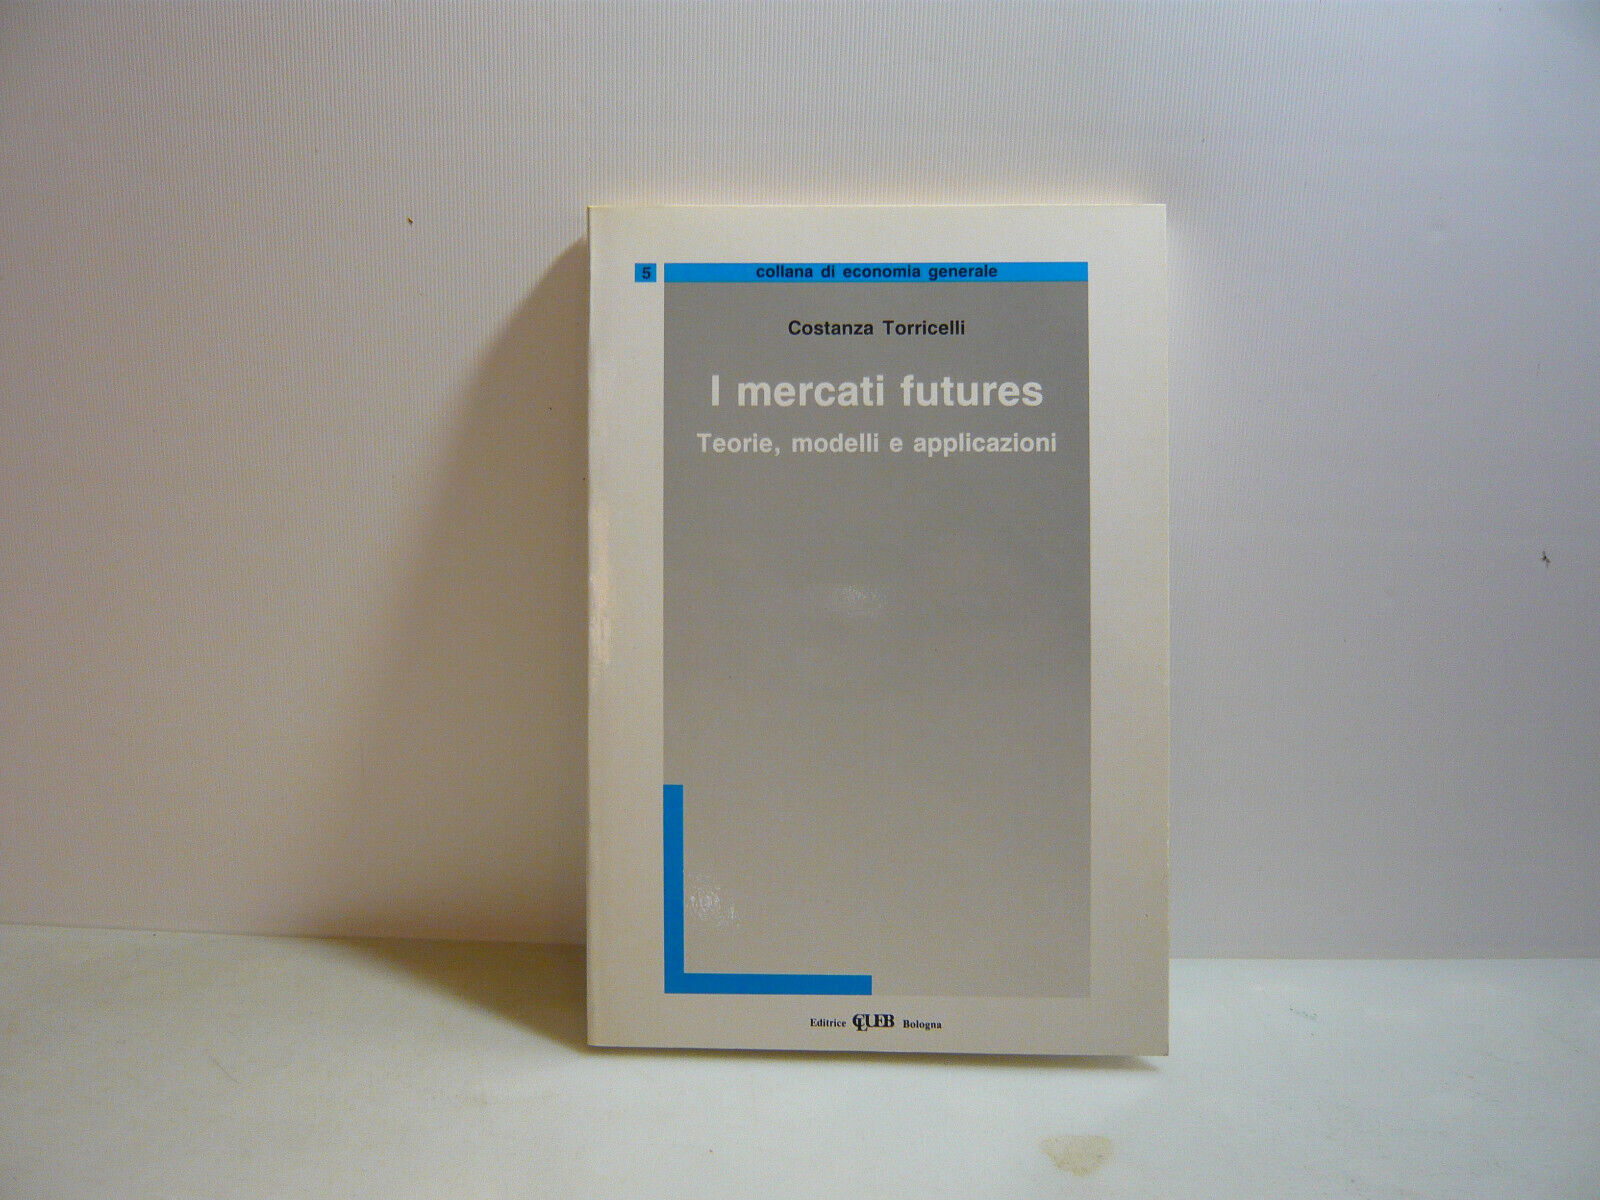 5 collana di economia generale
Costanza Torricelli
I mercati futures
Teorie, modelli e applicazioni
Editrice CLUEB Bologna